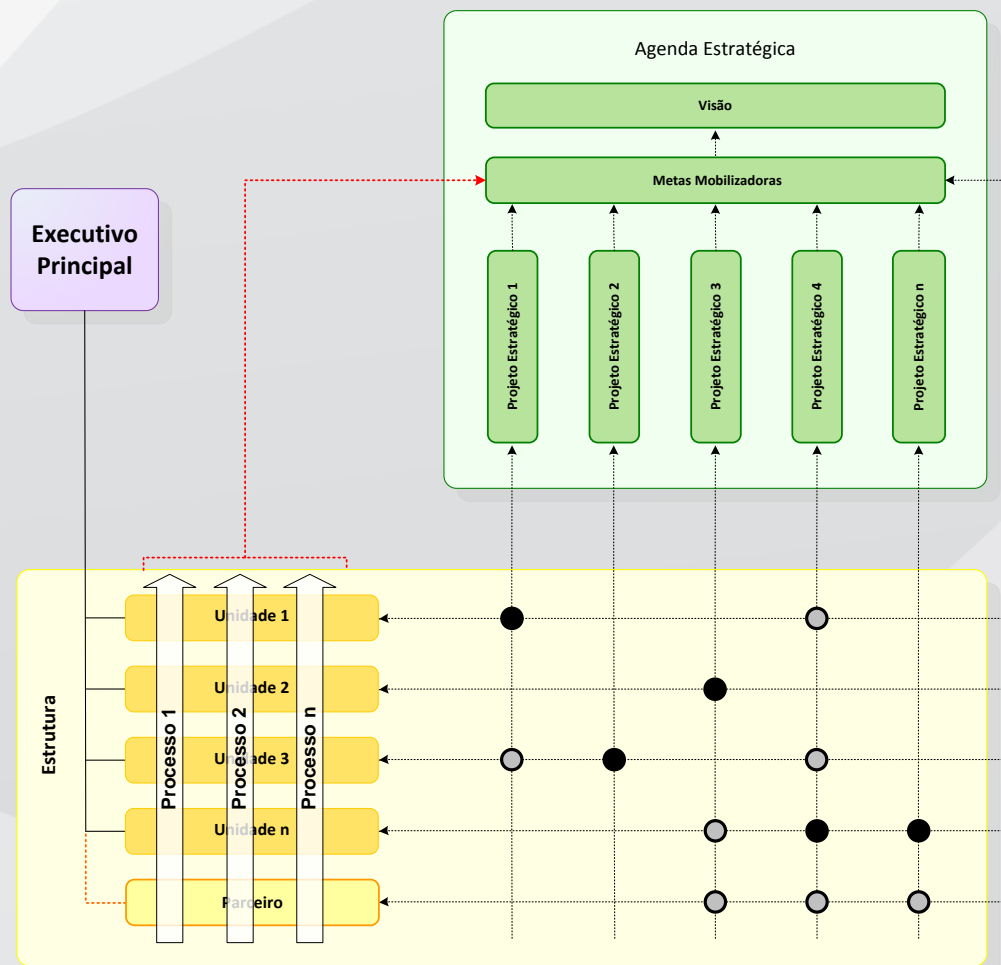 Agenda Estratégica
Visão
Metas Mobilizadoras
Executivo
Principal
Projeto Estratégico 1
Projeto Estratégico 2
Projeto Estratégico 3
Projeto Estratégico 4
Projeto Estratégico n
Estrutura
Unidade 1
Unidade 2
Unidade 3
Unidade n
Parceiro
Processo 1
Processo 2
Processo n